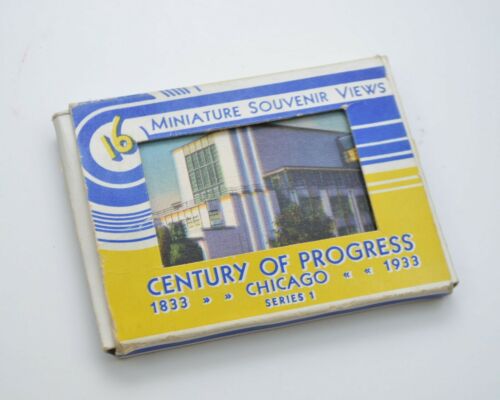 16 MINIATURE SOUVENIR VIEWS
CENTURY OF PROGRESS
1833 » » CHICAGO « « 1933
SERIES 1